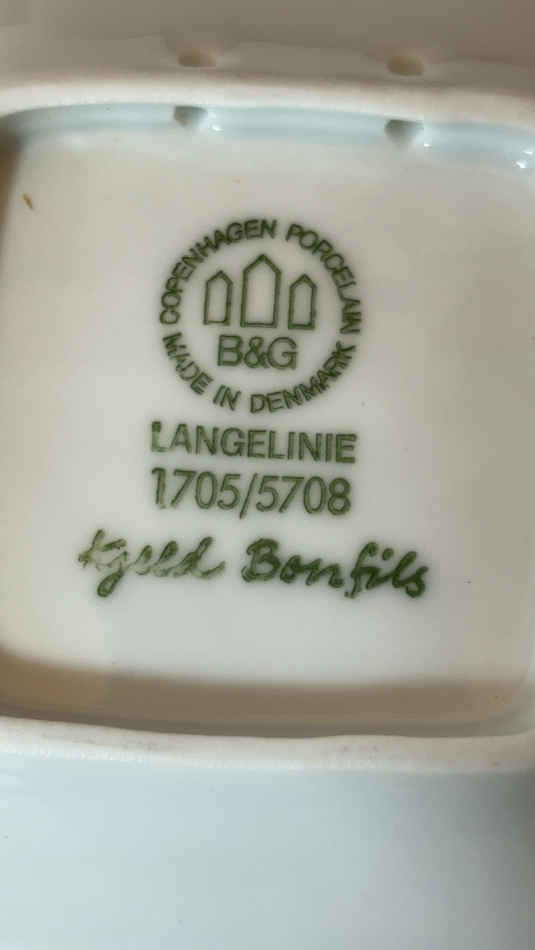 COPENHAGEN PORCELAIN
B&G
MADE IN DENMARK
LANGELINIE
1705/5708
Kjeld Bonfils